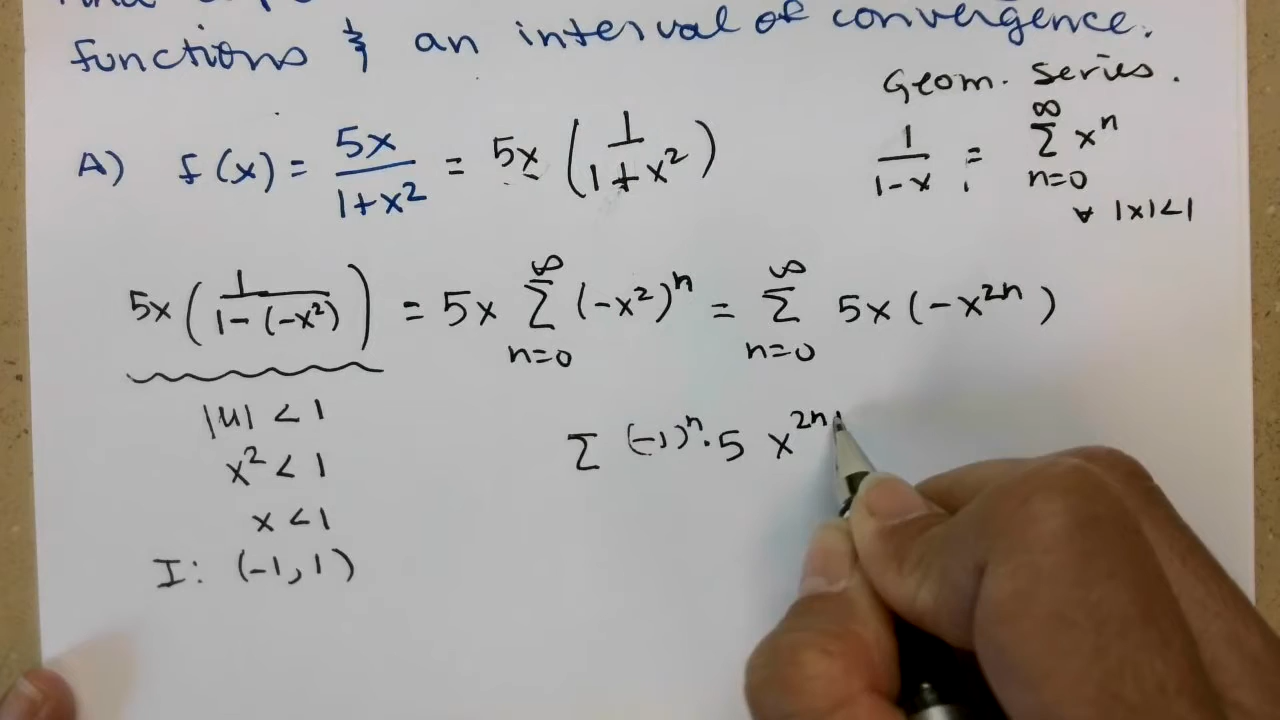 functions & an interval of convergence.
Geom. series.
A) f(x) = 5x/(1+x²) = 5x (1/(1+x²))
1/(1-x) = ∞ Σ n=0 xⁿ
∀ |x|<1
5x (1/(1-(-x²))) = 5x ∞ Σ n=0 (-x²)ⁿ = ∞ Σ n=0 5x (-x²ⁿ)
|u| < 1
x² < 1
x < 1
I: (-1, 1)
Σ (-1)ⁿ · 5 x²ⁿ